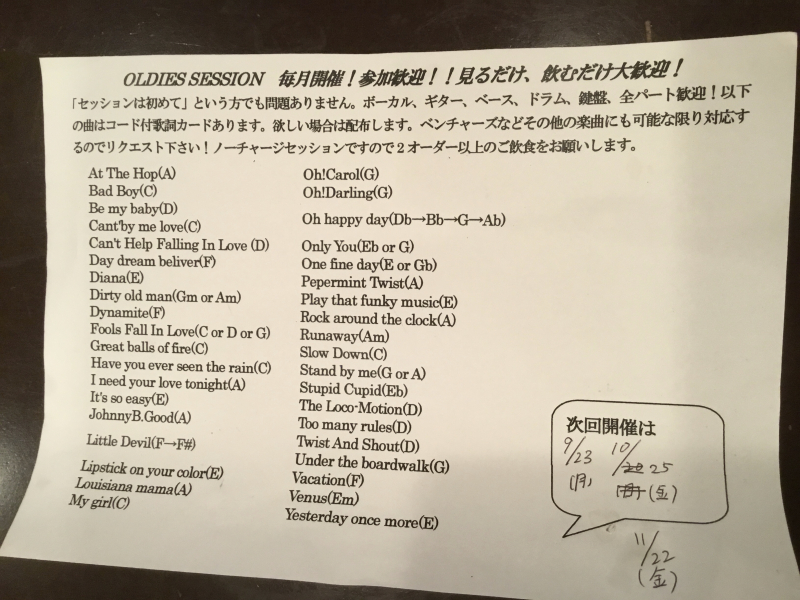 OLDIES SESSION 毎月開催！参加歓迎！！見るだけ、飲むだけ大歓迎！
「セッションは初めて」という方でも問題ありません。ボーカル、ギター、ベース、ドラム、鍵盤、全パート歓迎！以下
の曲はコード付歌詞カードあります。欲しい場合は配布します。ベンチャーズなどその他の楽曲にも可能な限り対応す
るのでリクエスト下さい！ノーチャージセッションですので２オーダー以上のご飲食をお願いします。
At The Hop(A)
Bad Boy(C)
Be my baby(D)
Cant'by me love(C)
Can't Help Falling In Love (D)
Day dream beliver(F)
Diana(E)
Dirty old man(Gm or Am)
Dynamite(F)
Fools Fall In Love(C or D or G)
Great balls of fire(C)
Have you ever seen the rain(C)
I need your love tonight(A)
It's so easy(E)
JohnnyB.Good(A)
Little Devil(F→F#)
Lipstick on your color(E)
Louisiana mama(A)
My girl(C)
Oh!Carol(G)
Oh!Darling(G)
Oh happy day(Db→Bb→G→Ab)
Only You(Eb or G)
One fine day(E or Gb)
Pepermint Twist(A)
Play that funky music(E)
Rock around the clock(A)
Runaway(Am)
Slow Down(C)
Stand by me(G or A)
Stupid Cupid(Eb)
The Loco-Motion(D)
Too many rules(D)
Twist And Shout(D)
Under the boardwalk(G)
Vacation(F)
Venus(Em)
Yesterday once more(E)
次回開催は
9/23 10/25
(月) (金)
11/22
(金)